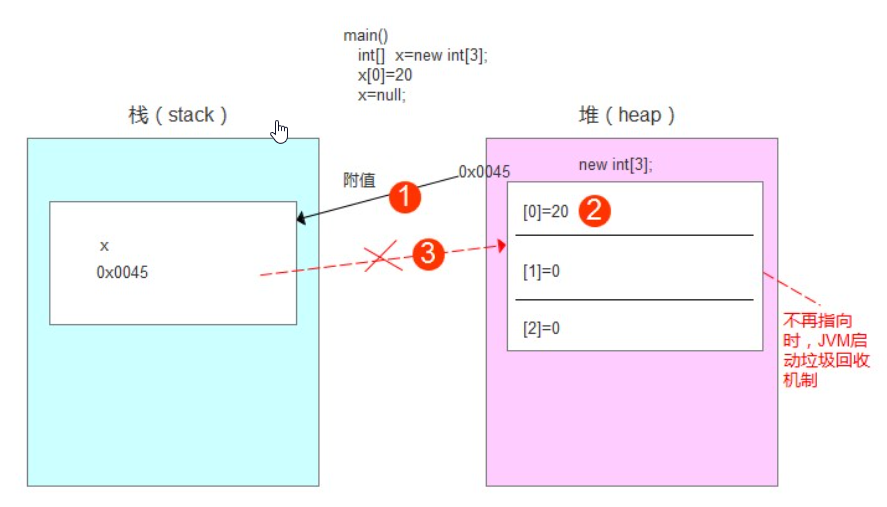 main()
int[] x=new int[3];
x[0]=20
x=null;
栈 ( stack )
堆 ( heap )
附值
1
0x0045
new int[3];
[0]=20
2
x
0x0045
3
[1]=0
[2]=0
不再指向
时，JVM启
动垃圾回收
机制